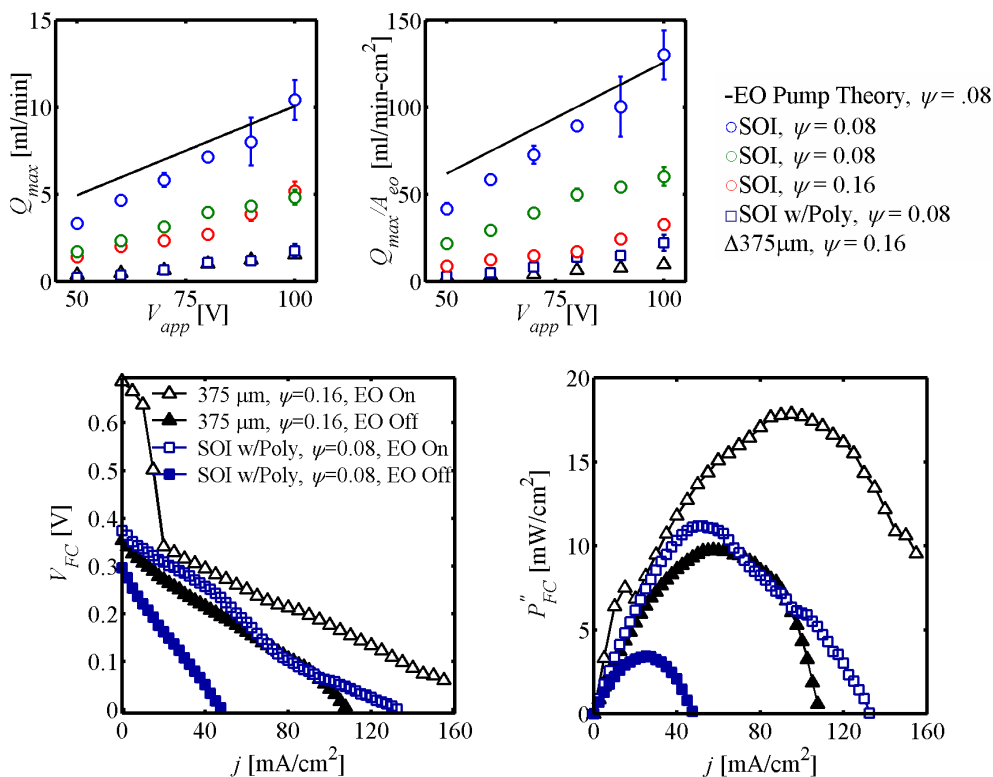 15
10
5
0
Q_max [ml/min]
50
75
100
V_app [V]
150
100
50
0
Q_max/A_eo [ml/min-cm²]
50
75
100
V_app [V]
-EO Pump Theory, ψ = .08
SOI, ψ = 0.08
SOI, ψ = 0.08
SOI, ψ = 0.16
SOI w/Poly, ψ = 0.08
Δ375μm, ψ = 0.16
0.6
0.5
0.4
0.3
0.2
0.1
0
V_FC [V]
375 μm, ψ=0.16, EO On
375 μm, ψ=0.16, EO Off
SOI w/Poly, ψ=0.08, EO On
SOI w/Poly, ψ=0.08, EO Off
0
40
80
120
160
j [mA/cm²]
20
15
10
5
0
P"_FC [mW/cm²]
0
40
80
120
160
j [mA/cm²]